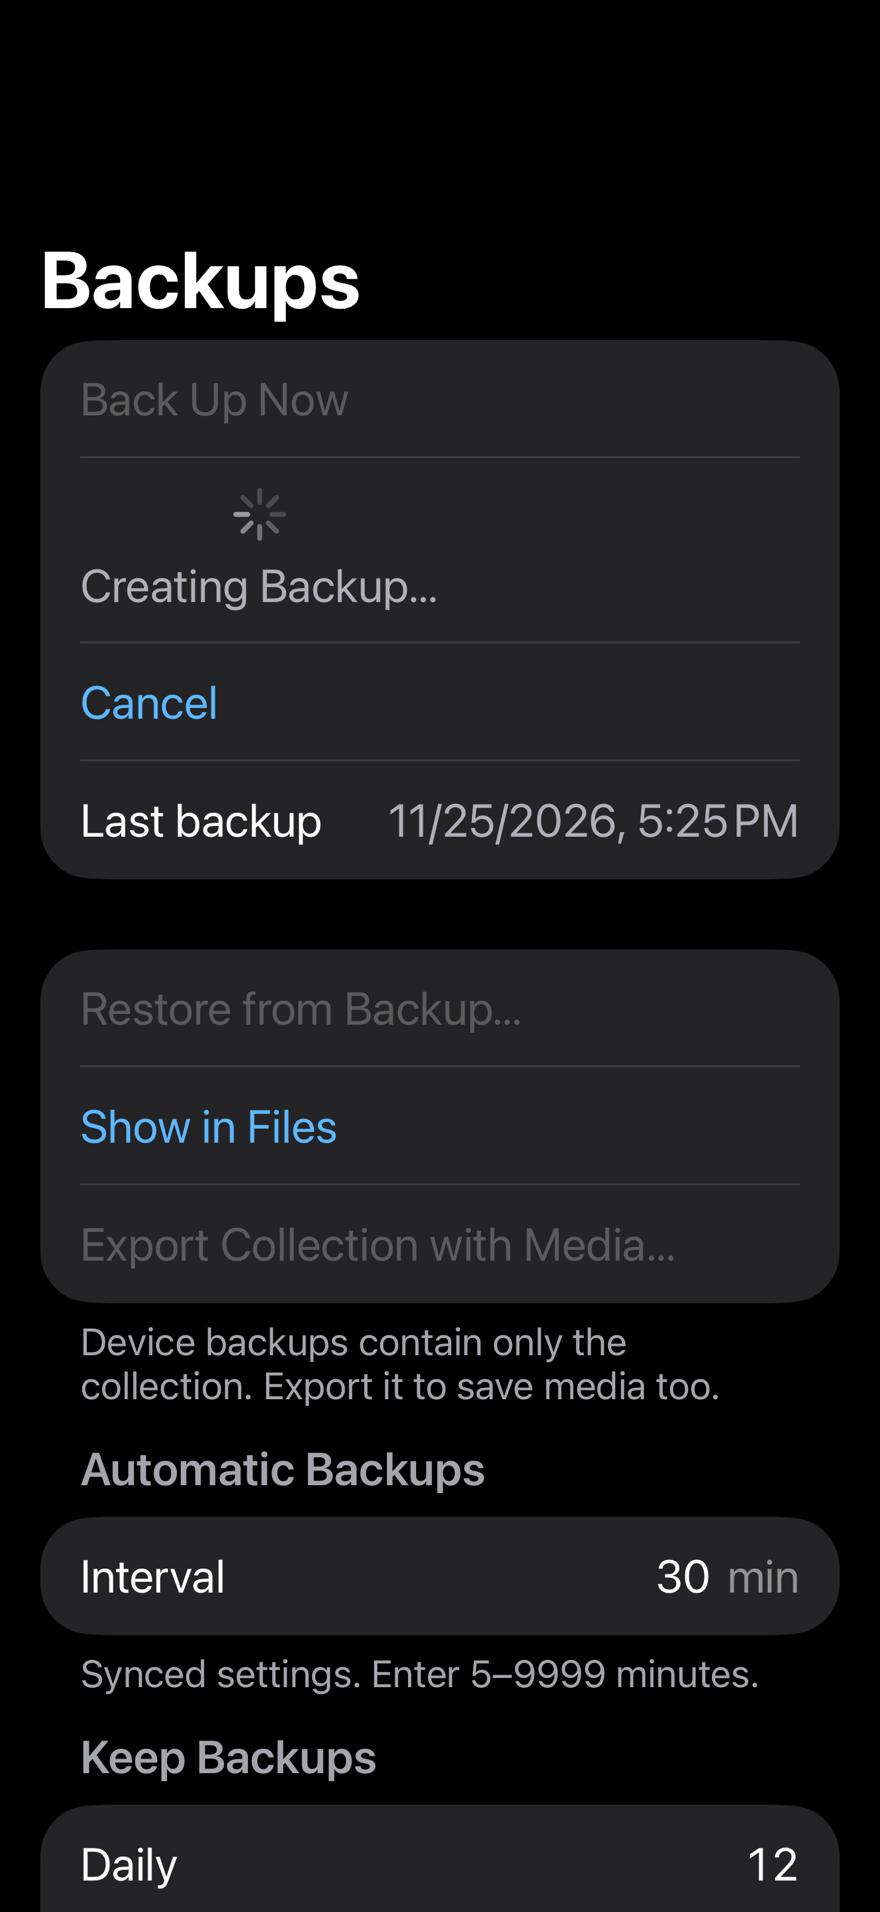 Backups
Back Up Now
Creating Backup...
Cancel
Last backup 11/25/2026, 5:25 PM
Restore from Backup...
Show in Files
Export Collection with Media...
Device backups contain only the
collection. Export it to save media too.
Automatic Backups
Interval 30 min
Synced settings. Enter 5–9999 minutes.
Keep Backups
Daily 12